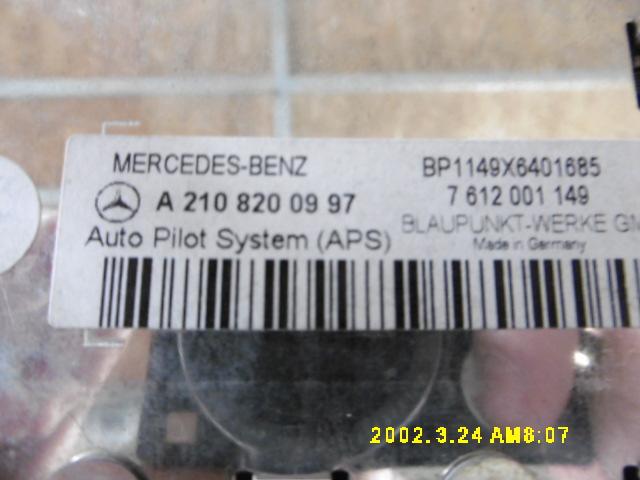 MERCEDES-BENZ
A 210 820 09 97
Auto Pilot System (APS)
BP1149X6401685
7 612 001 149
BLAUPUNKT-WERKE GM
Made in Germany
2002.3.24 AM8:07